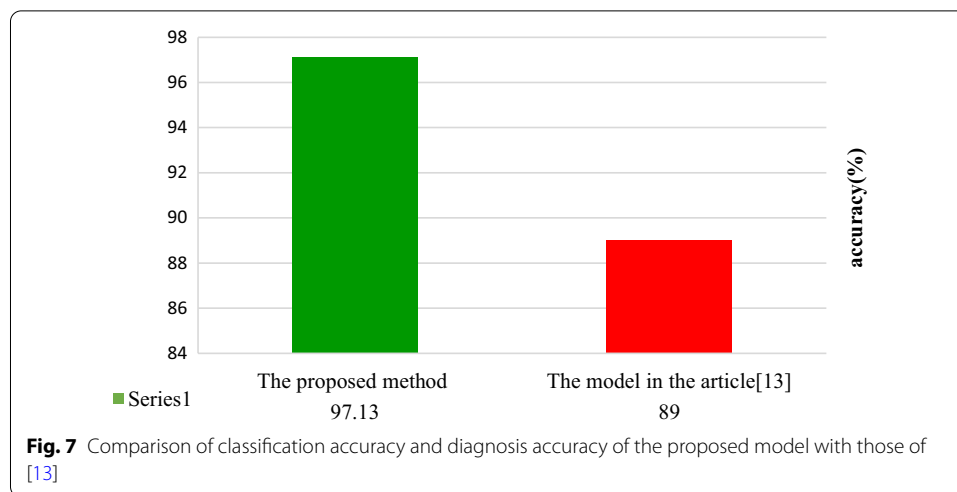 98
96
94
92
90
88
86
84
accuracy(%)
The proposed method The model in the article[13]
Series1 97.13 89
Fig. 7 Comparison of classification accuracy and diagnosis accuracy of the proposed model with those of
[13]